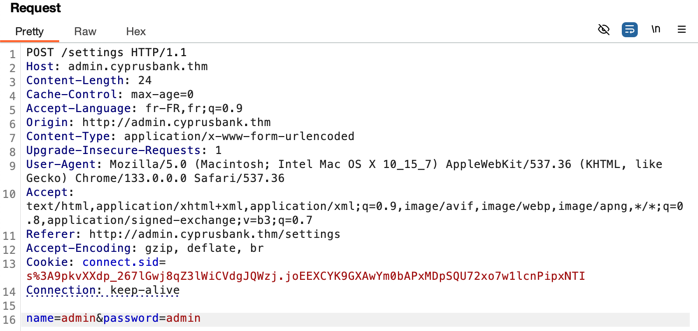 Request
Pretty Raw Hex \n
1 POST /settings HTTP/1.1
2 Host: admin.cyprusbank.thm
3 Content-Length: 24
4 Cache-Control: max-age=0
5 Accept-Language: fr-FR,fr;q=0.9
6 Origin: http://admin.cyprusbank.thm
7 Content-Type: application/x-www-form-urlencoded
8 Upgrade-Insecure-Requests: 1
9 User-Agent: Mozilla/5.0 (Macintosh; Intel Mac OS X 10_15_7) AppleWebKit/537.36 (KHTML, like
Gecko) Chrome/133.0.0.0 Safari/537.36
10 Accept:
text/html,application/xhtml+xml,application/xml;q=0.9,image/avif,image/webp,image/apng,*/*;q=0
.8,application/signed-exchange;v=b3;q=0.7
11 Referer: http://admin.cyprusbank.thm/settings
12 Accept-Encoding: gzip, deflate, br
13 Cookie: connect.sid=
s%3A9pkvXXdp_267lGwj8qZ3lWiCVdgJQWzj.joEEXCYK9GXAwYm0bAPxMDpSQU72xo7w1lcnPipxNTI
14 Connection: keep-alive
15
16 name=admin&password=admin